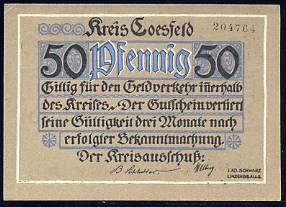 Kreis Coesfeld
204764
50 Pfennig 50
Gültig für den Geldverkehr innerhalb
des Kreises. Der Gutschein verliert
seine Gültigkeit drei Monate nach
erfolgter Bekanntmachung.
Der Kreisausschuß: